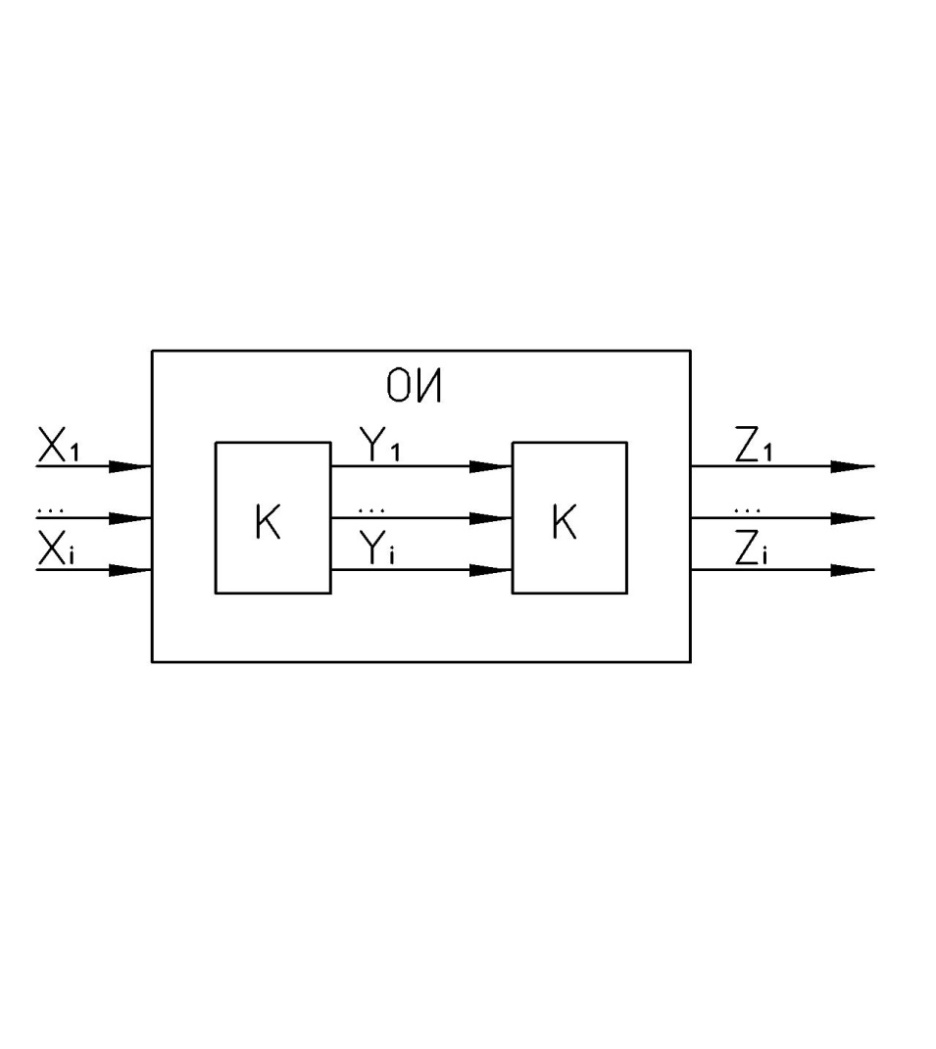 ОИ
X1 Y1 Z1
... ... ...
K K
Xi Yi Zi